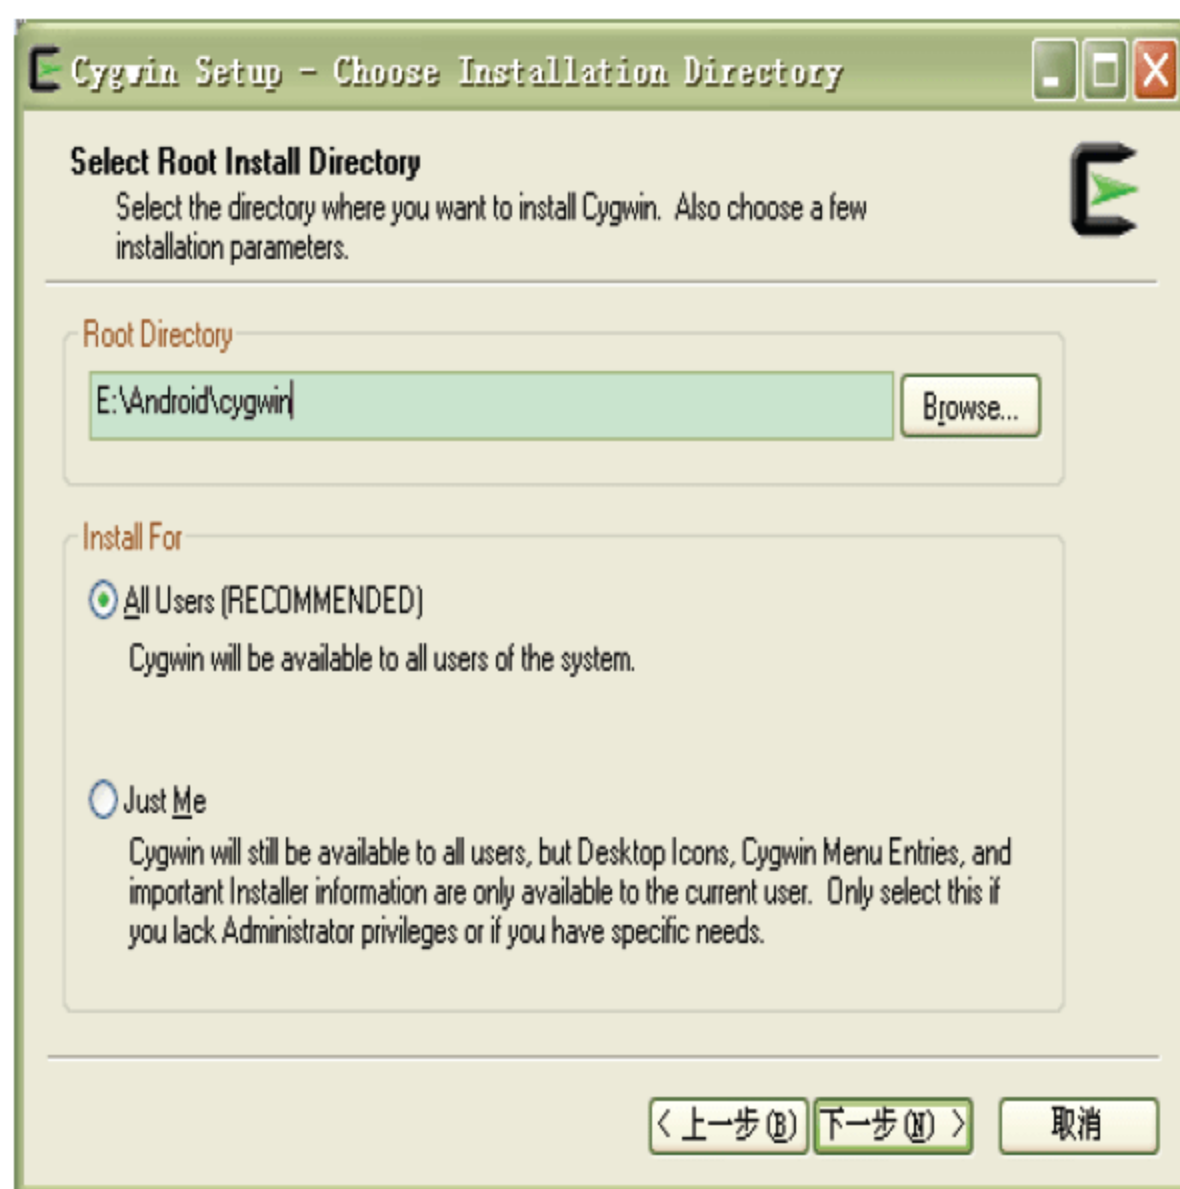 Cygwin Setup - Choose Installation Directory
Select Root Install Directory
Select the directory where you want to install Cygwin. Also choose a few
installation parameters.
Root Directory
E:\Android\cygwin
Browse...
Install For
All Users (RECOMMENDED)
Cygwin will be available to all users of the system.
Just Me
Cygwin will still be available to all users, but Desktop Icons, Cygwin Menu Entries, and
important Installer information are only available to the current user. Only select this if
you lack Administrator privileges or if you have specific needs.
< 上一步(B) 下一步(N) > 取消